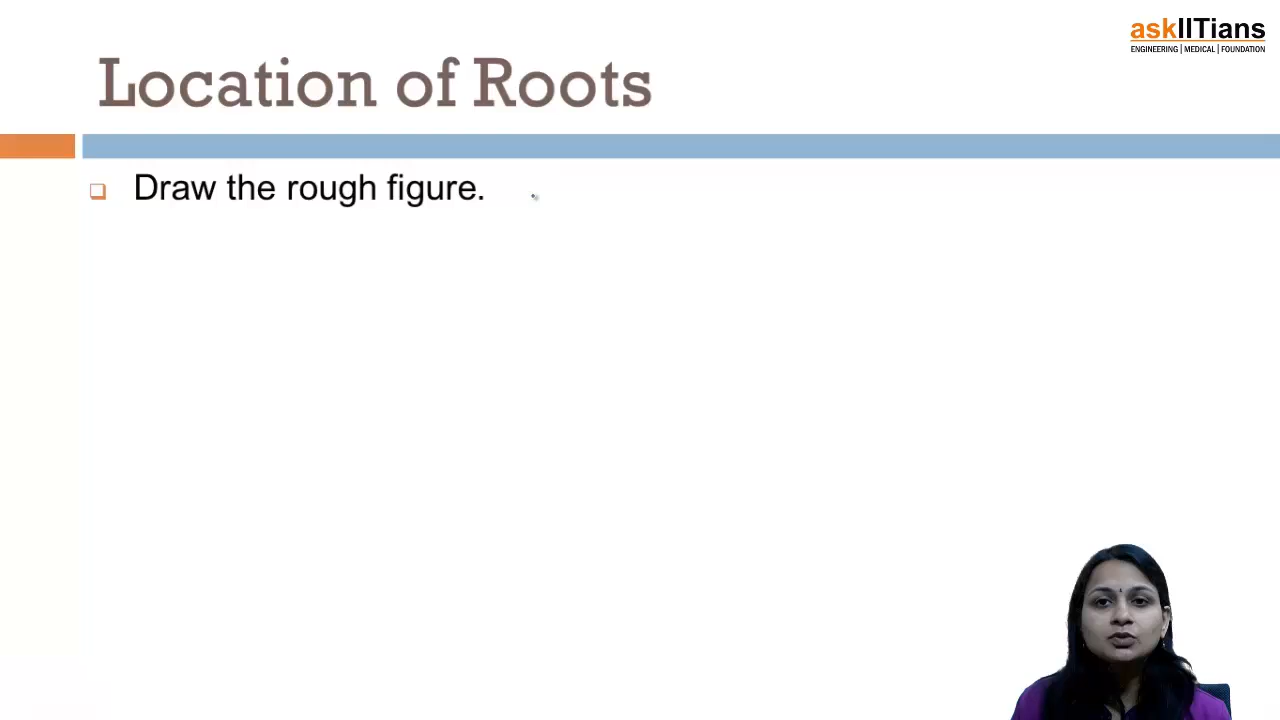 askIITians
ENGINEERING | MEDICAL | FOUNDATION
Location of Roots
Draw the rough figure.